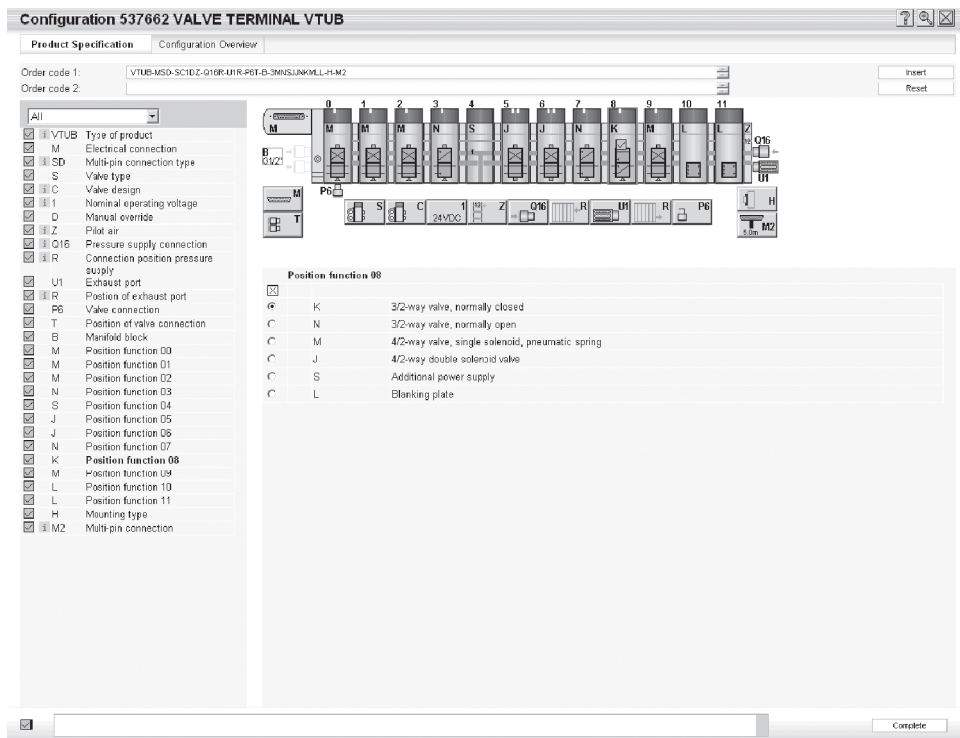 Configuration 537662 VALVE TERMINAL VTUB
Product Specification Configuration Overview
Order code 1: VTUB-MSD-SC1DZ-Q16R-U1R-P6T-B-3MNSJJNKMLL-H-M2 Insert
Order code 2: Reset
All
VTUB Type of product
M Electrical connection
i SD Multi-pin connection type
S Valve type
i C Valve design
i 1 Nominal operating voltage
D Manual override
i Z Pilot air
i Q16 Pressure supply connection
i R Connection position pressure
supply
U1 Exhaust port
i R Postion of exhaust port
P6 Valve connection
T Position of valve connection
B Manifold block
M Position function 00
M Position function 01
M Position function 02
N Position function 03
S Position function 04
J Position function 05
J Position function 06
N Position function 07
K Position function 08
M Position function 09
L Position function 10
L Position function 11
H Mounting type
i M2 Multi-pin connection
0 1 2 3 4 5 6 7 8 9 10 11
M M M M N S J J N K M L L Z
B
G1/2"
Q16
U1
P6
M
T
S C 1 Z Q16 R U1 R P6
24VDC
H
M2
5.0m
Position function 08
K 3/2-way valve, normally closed
N 3/2-way valve, normally open
M 4/2-way valve, single solenoid, pneumatic spring
J 4/2-way double solenoid valve
S Additional power supply
L Blanking plate
Complete